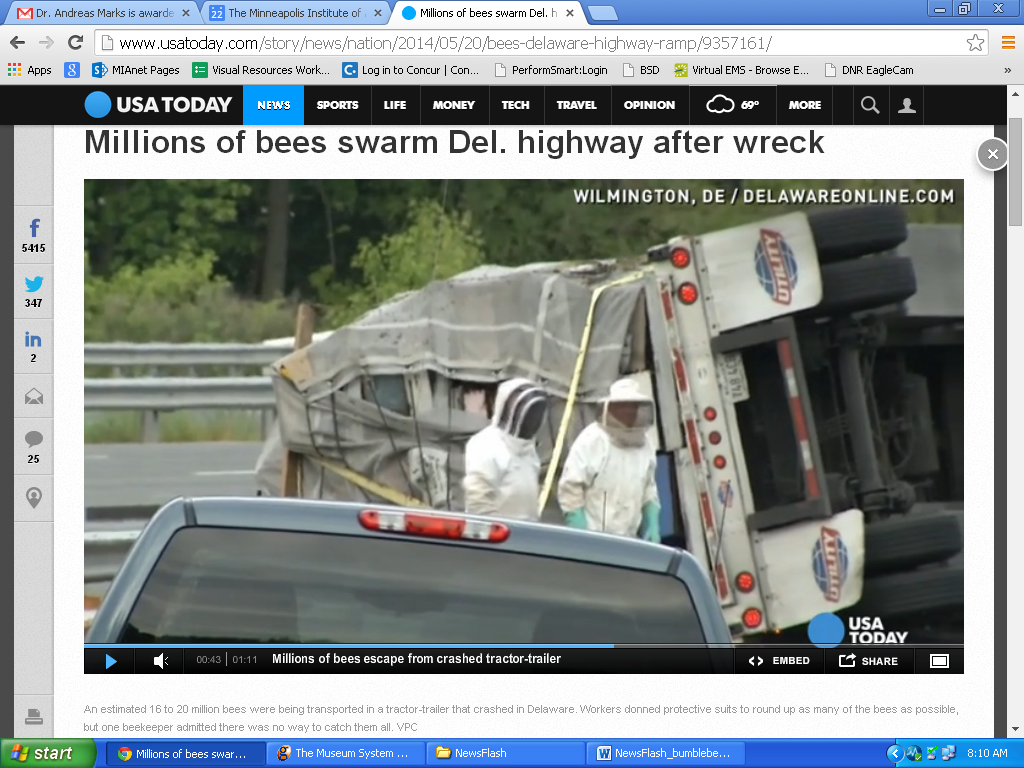 Dr. Andreas Marks is awarde
The Minneapolis Institute of
Millions of bees swarm Del. h
www.usatoday.com/story/news/nation/2014/05/20/bees-delaware-highway-ramp/9357161/
Apps
MIAnet Pages
Visual Resources Work...
Log in to Concur | Con...
PerformSmart:Login
BSD
Virtual EMS - Browse E...
DNR EagleCam
»
USA TODAY
NEWS
SPORTS
LIFE
MONEY
TECH
TRAVEL
OPINION
69°
MORE
Millions of bees swarm Del. highway after wreck
WILMINGTON, DE / DELAWAREONLINE.COM
UTILITY
UTILITY
5415
347
2
25
USA
TODAY
00:43 | 01:11
Millions of bees escape from crashed tractor-trailer
EMBED
SHARE
An estimated 16 to 20 million bees were being transported in a tractor-trailer that crashed in Delaware. Workers donned protective suits to round up as many of the bees as possible,
but one beekeeper admitted there was no way to catch them all. VPC
start
Millions of bees swar...
The Museum System ...
NewsFlash
NewsFlash_bumblebe...
8:10 AM